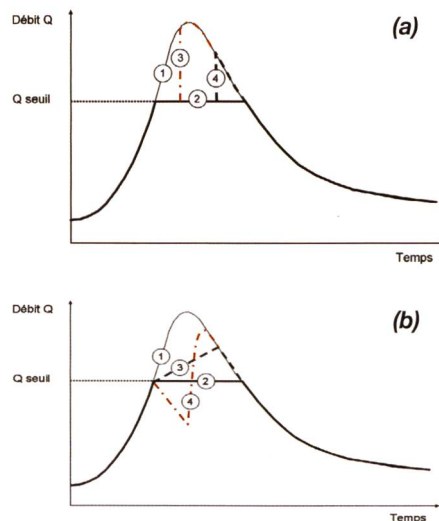 Débit Q
(a)
1
3
4
Q seuil
2
Temps
Débit Q
(b)
1
3
Q seuil
2
4
Temps